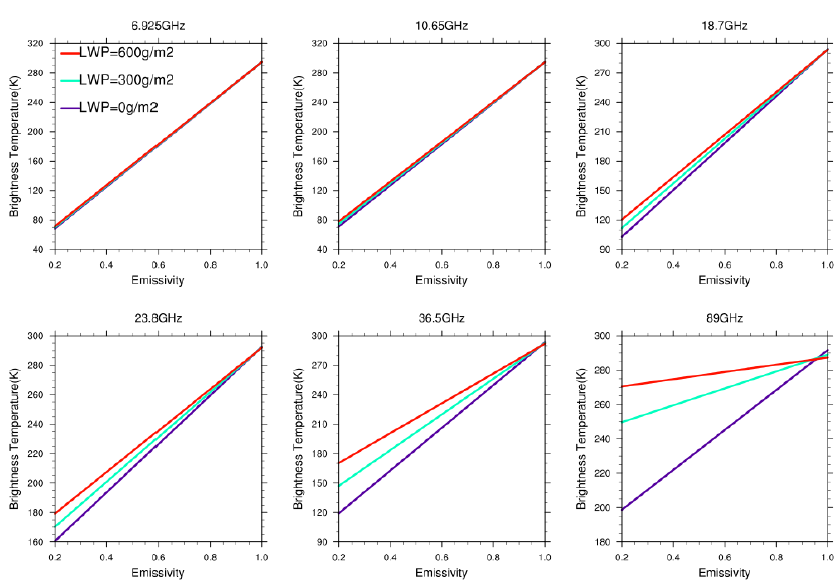 6.925GHz
320
280
240
200
160
120
80
40
Brightness Temperature(K)
LWP=600g/m2
LWP=300g/m2
LWP=0g/m2
0.2 0.4 0.6 0.8 1.0
Emissivity
10.65GHz
320
280
240
200
160
120
80
40
Brightness Temperature(K)
0.2 0.4 0.6 0.8 1.0
Emissivity
18.7GHz
300
270
240
210
180
150
120
90
Brightness Temperature(K)
0.2 0.4 0.6 0.8 1.0
Emissivity
23.8GHz
300
280
260
240
220
200
180
160
Brightness Temperature(K)
0.2 0.4 0.6 0.8 1.0
Emissivity
36.5GHz
300
270
240
210
180
150
120
90
Brightness Temperature(K)
0.2 0.4 0.6 0.8 1.0
Emissivity
89GHz
300
280
260
240
220
200
180
Brightness Temperature(K)
0.2 0.4 0.6 0.8 1.0
Emissivity